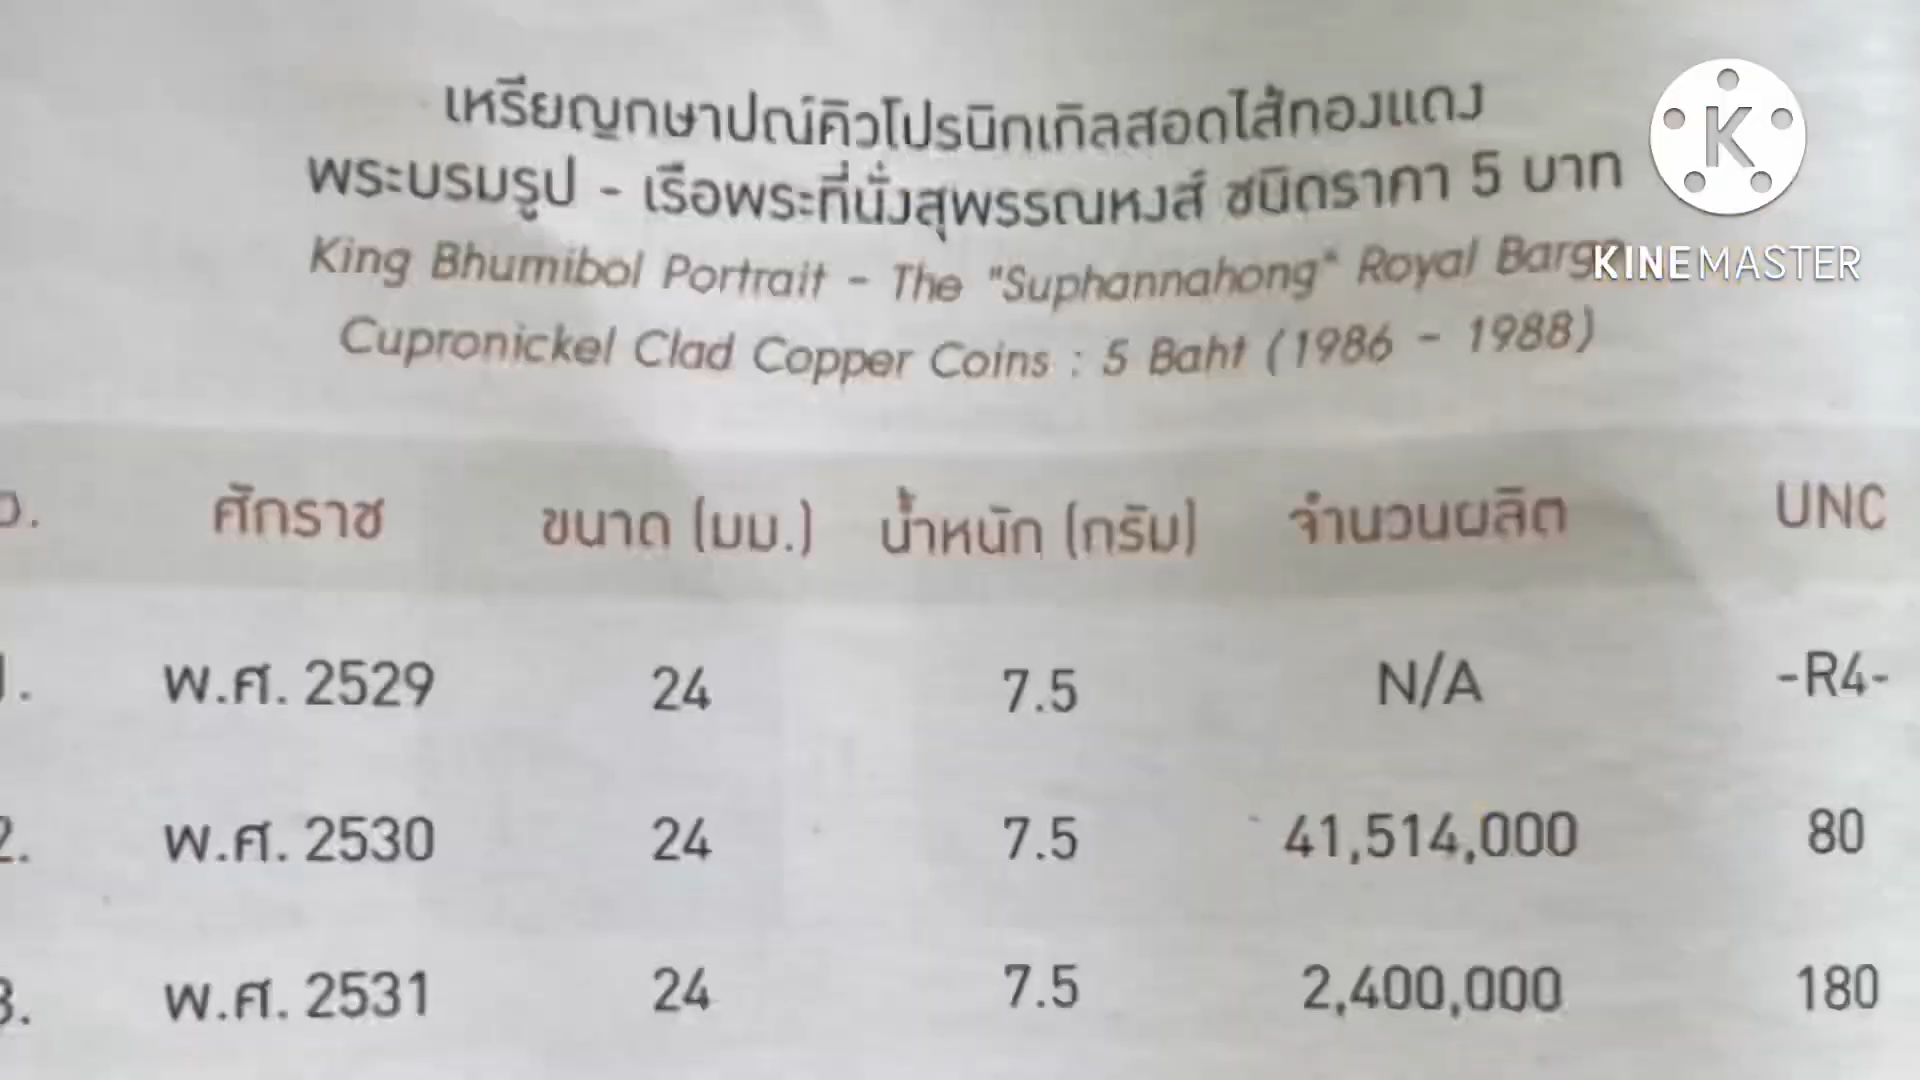 เหรียญกษาปณ์คิวโปรนิกเกิลสอดไส้ทองแดง
พระบรมรูป - เรือพระที่นั่งสุพรรณหงส์ ชนิดราคา 5 บาท
King Bhumibol Portrait - The "Suphannahong" Royal Barge
Cupronickel Clad Copper Coins : 5 Baht (1986 - 1988)
K
KINEMASTER
ศักราช ขนาด (มม.) น้ำหนัก (กรัม) จำนวนผลิต UNC
1. พ.ศ. 2529 24 7.5 N/A -R4-
2. พ.ศ. 2530 24 7.5 41,514,000 80
3. พ.ศ. 2531 24 7.5 2,400,000 180